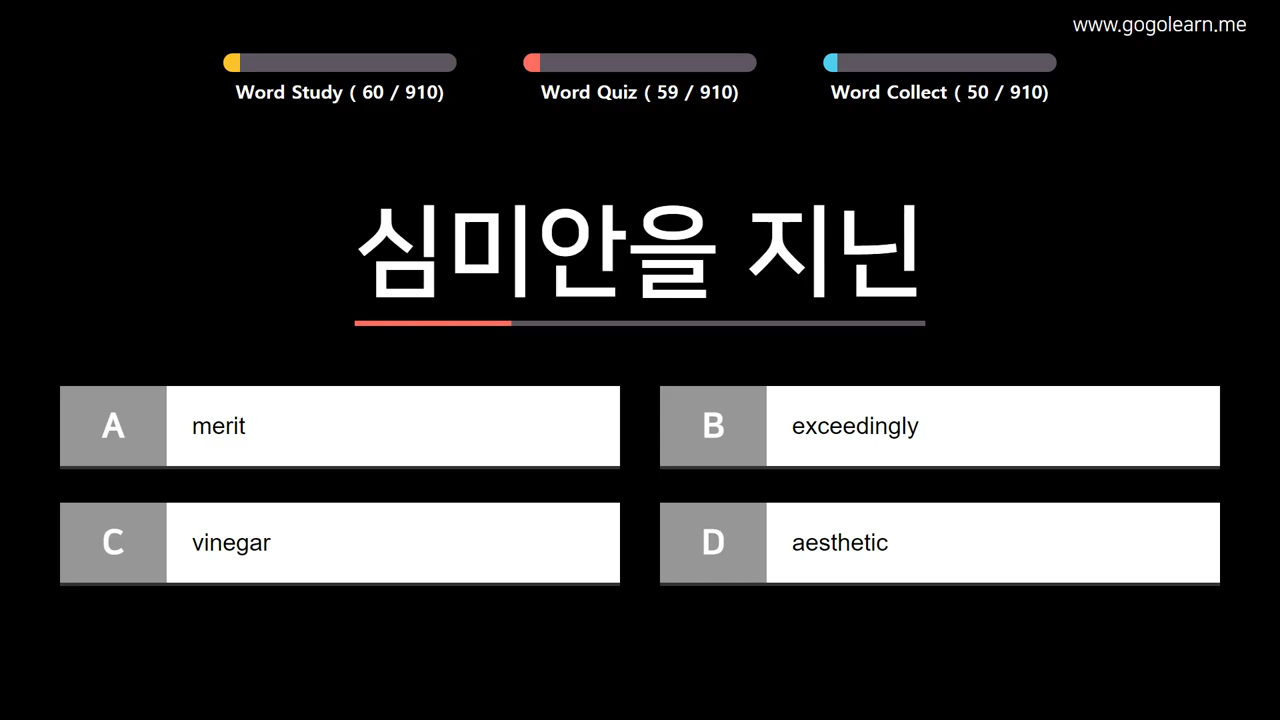 www.gogolearn.me
Word Study ( 60 / 910)
Word Quiz ( 59 / 910)
Word Collect ( 50 / 910)
심미안을 지닌
A merit
B exceedingly
C vinegar
D aesthetic